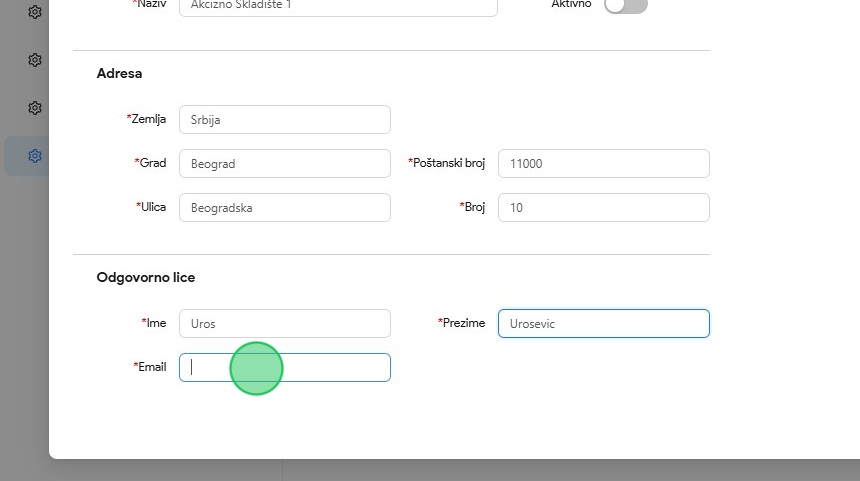 *Naziv Akcizno Skladište 1 Aktivno
Adresa
*Zemlja Srbija
*Grad Beograd *Poštanski broj 11000
*Ulica Beogradska *Broj 10
Odgovorno lice
*Ime Uros *Prezime Urosevic
*Email